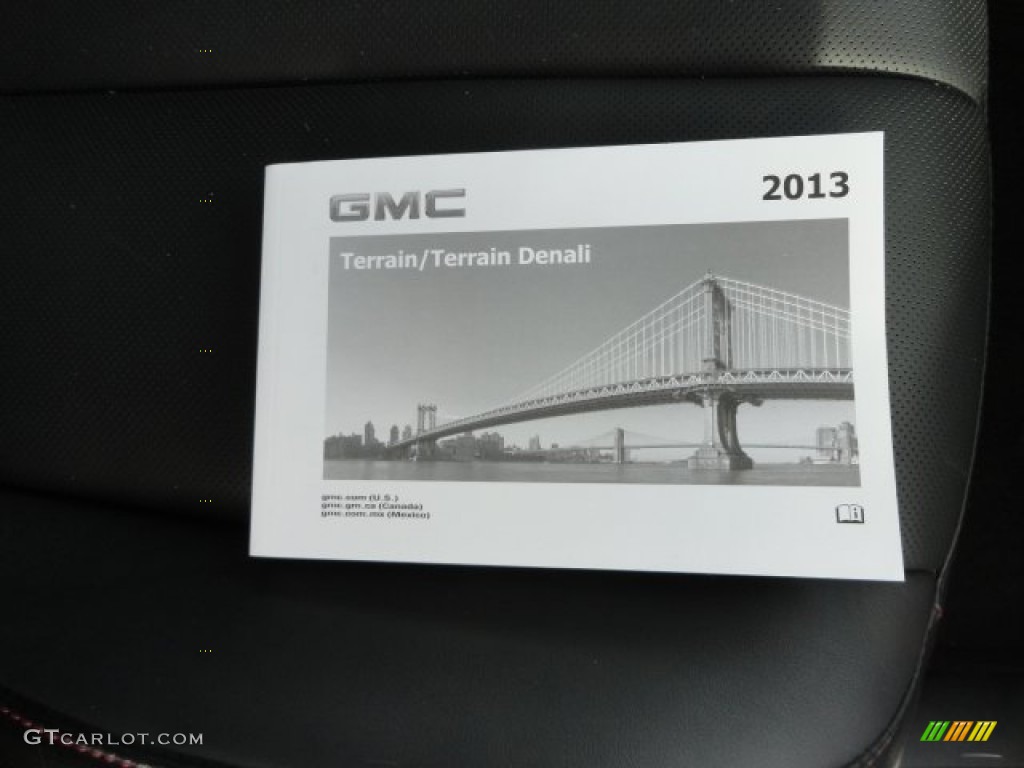 GMC
2013
Terrain/Terrain Denali
gmc.com (U.S.)
gmc.gm.ca (Canada)
gmc.com.mx (Mexico)
GTCARLOT.COM